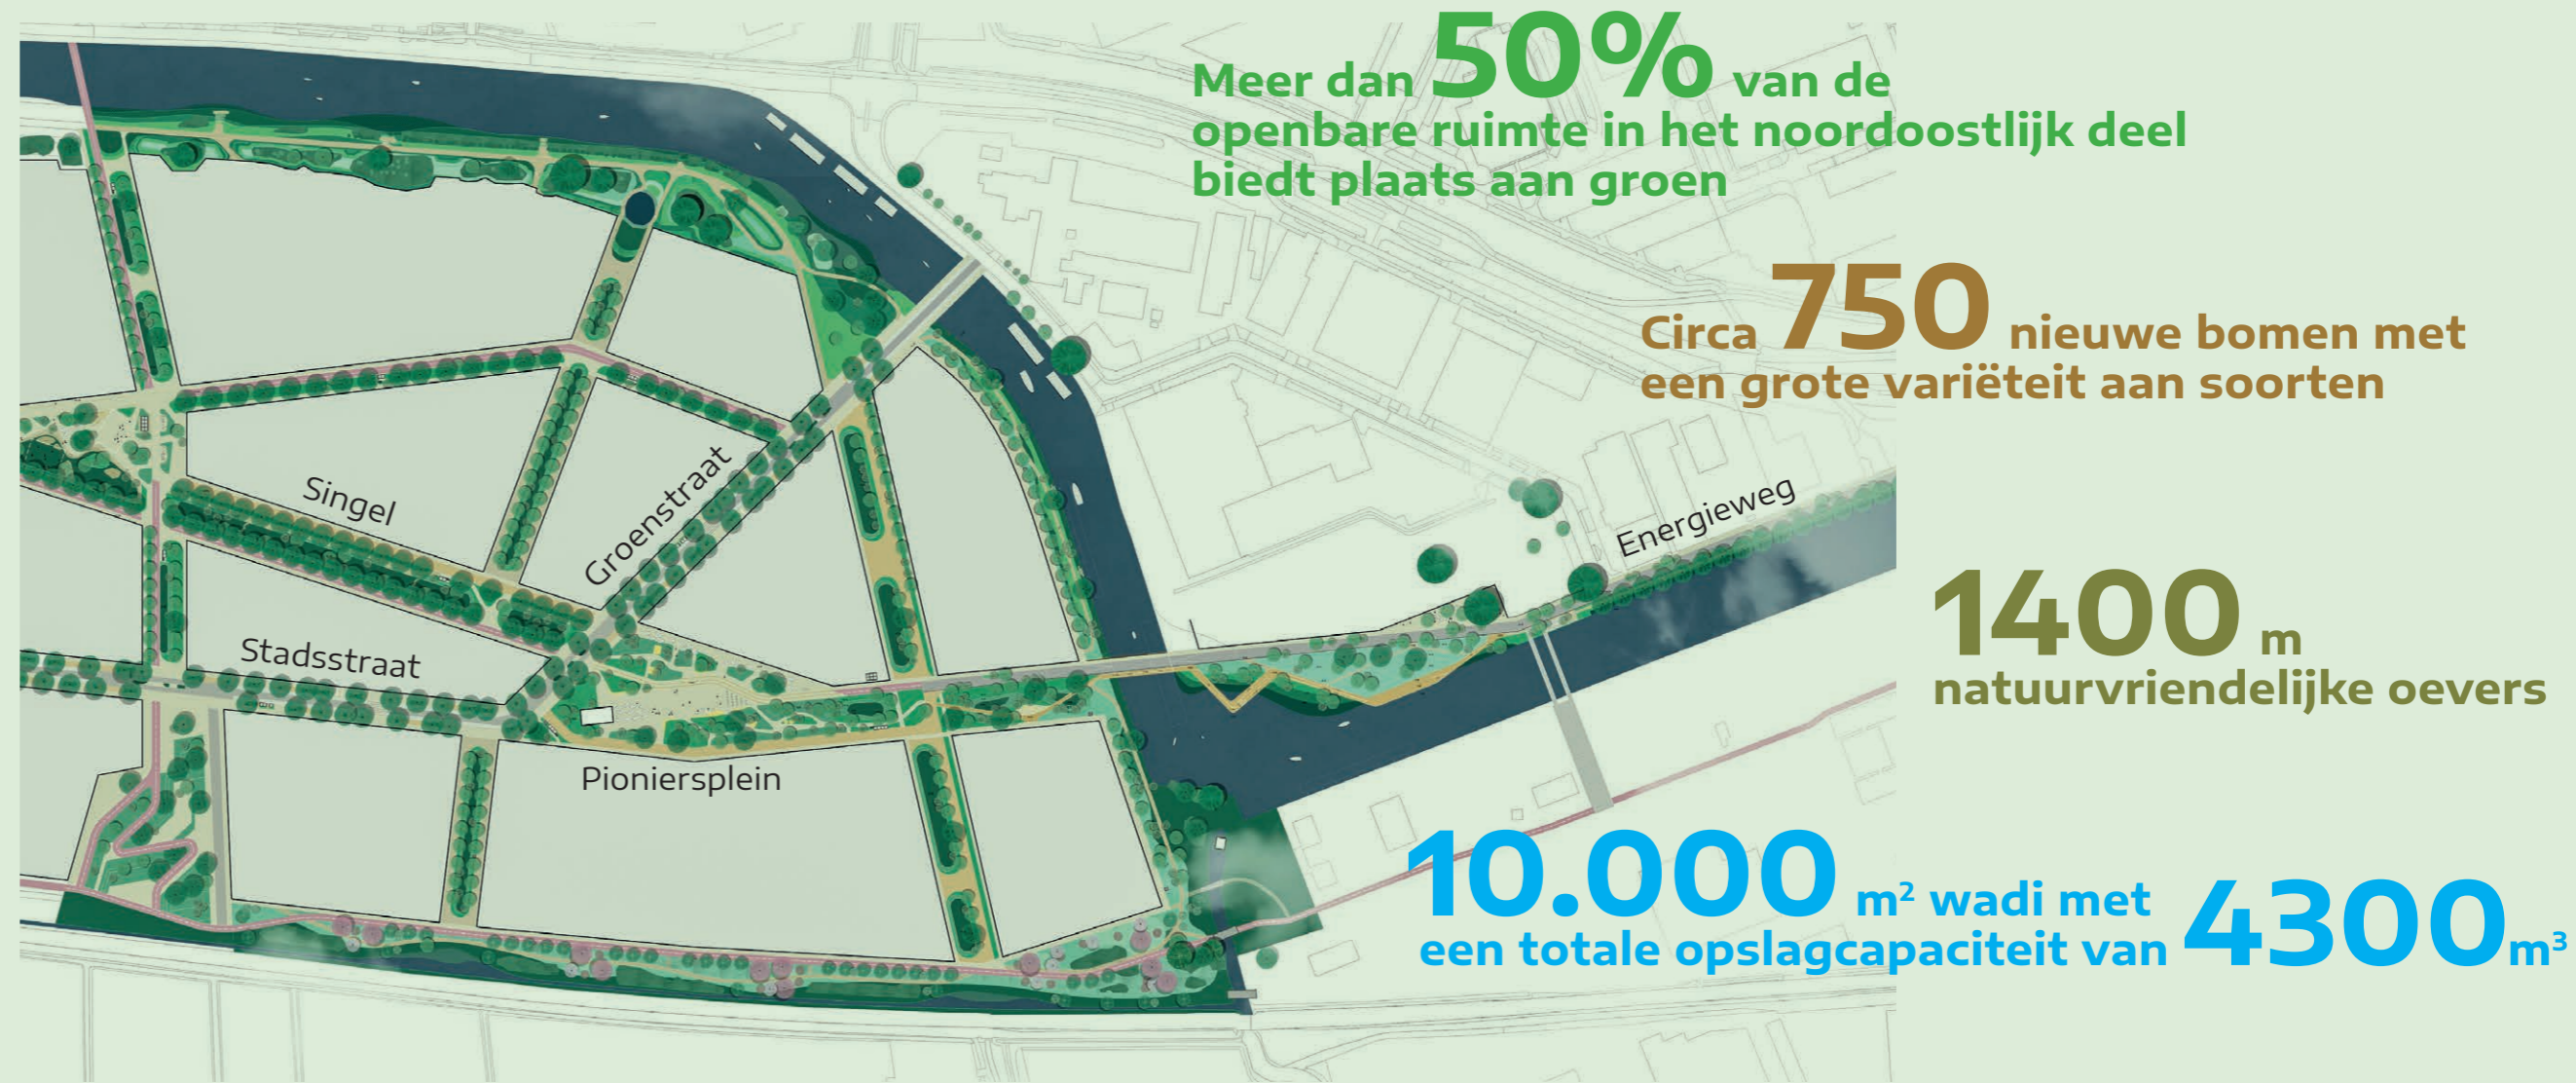 Meer dan 50% van de
openbare ruimte in het noordoostlijk deel
biedt plaats aan groen
Circa 750 nieuwe bomen met
een grote variëteit aan soorten
Singel
Groenstraat
Energieweg
1400 m
natuurvriendelijke oevers
Stadsstraat
Pioniersplein
10.000 m² wadi met
een totale opslagcapaciteit van 4300 m³